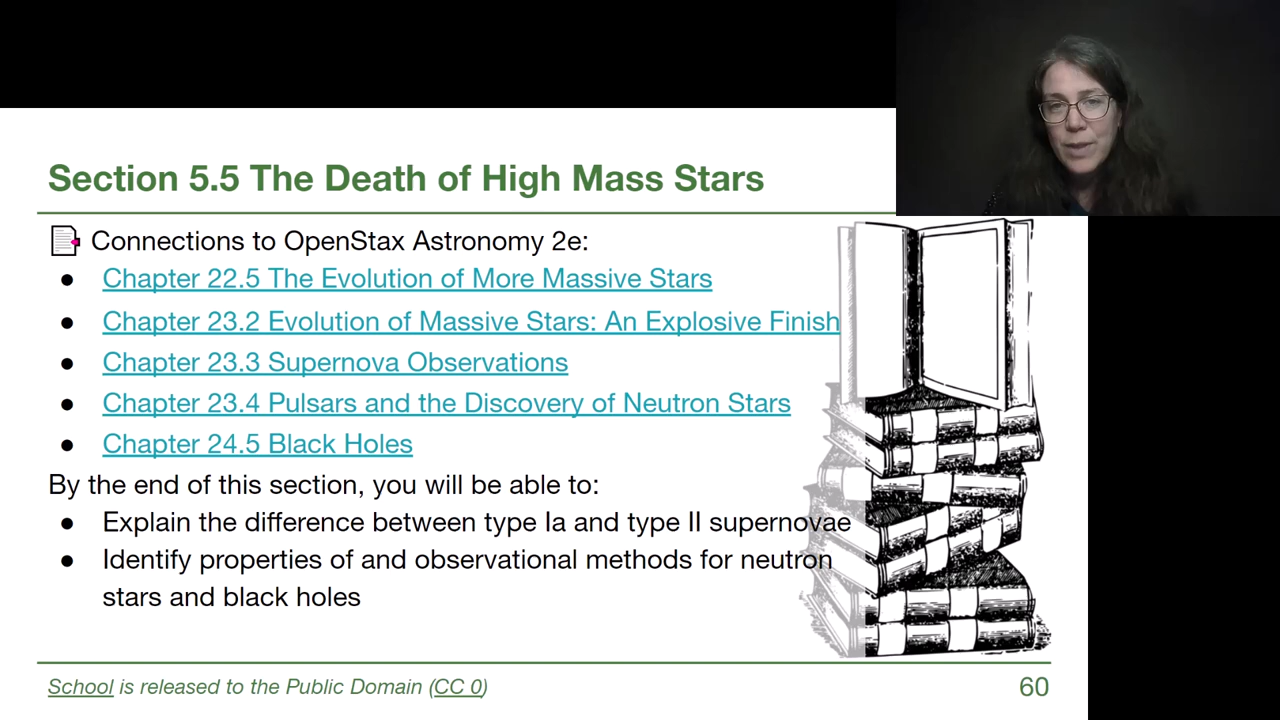 Section 5.5 The Death of High Mass Stars
Connections to OpenStax Astronomy 2e:
● Chapter 22.5 The Evolution of More Massive Stars
● Chapter 23.2 Evolution of Massive Stars: An Explosive Finish
● Chapter 23.3 Supernova Observations
● Chapter 23.4 Pulsars and the Discovery of Neutron Stars
● Chapter 24.5 Black Holes
By the end of this section, you will be able to:
● Explain the difference between type Ia and type II supernovae
● Identify properties of and observational methods for neutron
stars and black holes
School is released to the Public Domain (CC 0)
60